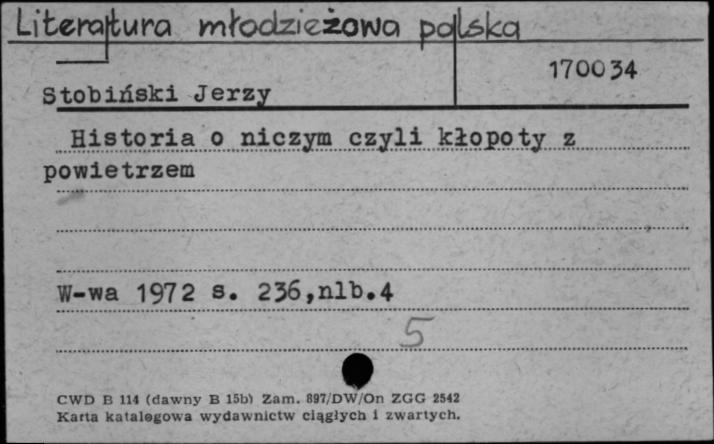 Literatura młodzieżowa polska
170034
Stobiński Jerzy
Historia o niczym czyli kłopoty z
powietrzem
W-wa 1972 s. 236,nlb.4
5
CWD B 114 (dawny B 15b) Zam. 897/DW/On ZGG 2542
Karta katalogowa wydawnictw ciągłych i zwartych.